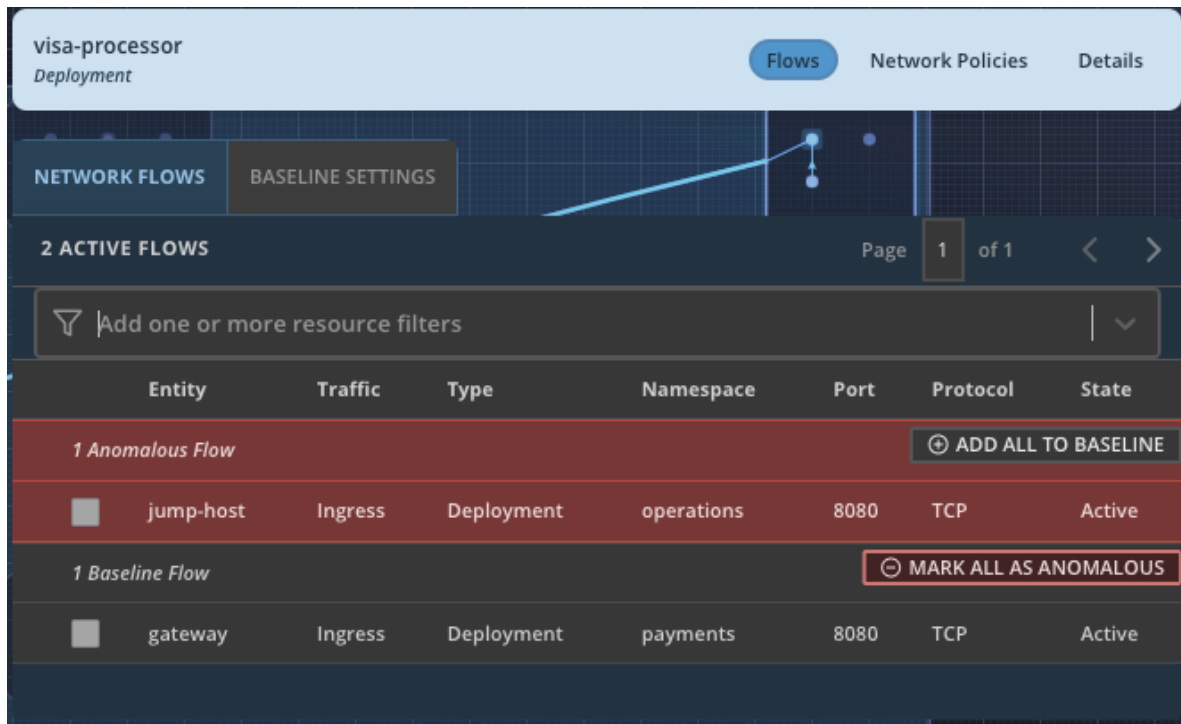 visa-processor
Deployment
Flows Network Policies Details
NETWORK FLOWS BASELINE SETTINGS
2 ACTIVE FLOWS Page 1 of 1
Add one or more resource filters
Entity Traffic Type Namespace Port Protocol State
1 Anomalous Flow ADD ALL TO BASELINE
jump-host Ingress Deployment operations 8080 TCP Active
1 Baseline Flow MARK ALL AS ANOMALOUS
gateway Ingress Deployment payments 8080 TCP Active